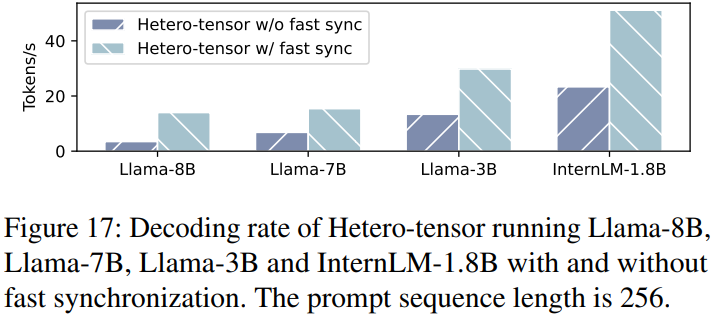 Hetero-tensor w/o fast sync
Hetero-tensor w/ fast sync
Tokens/s
40
20
0
Llama-8B
Llama-7B
Llama-3B
InternLM-1.8B
Figure 17: Decoding rate of Hetero-tensor running Llama-8B,
Llama-7B, Llama-3B and InternLM-1.8B with and without
fast synchronization. The prompt sequence length is 256.